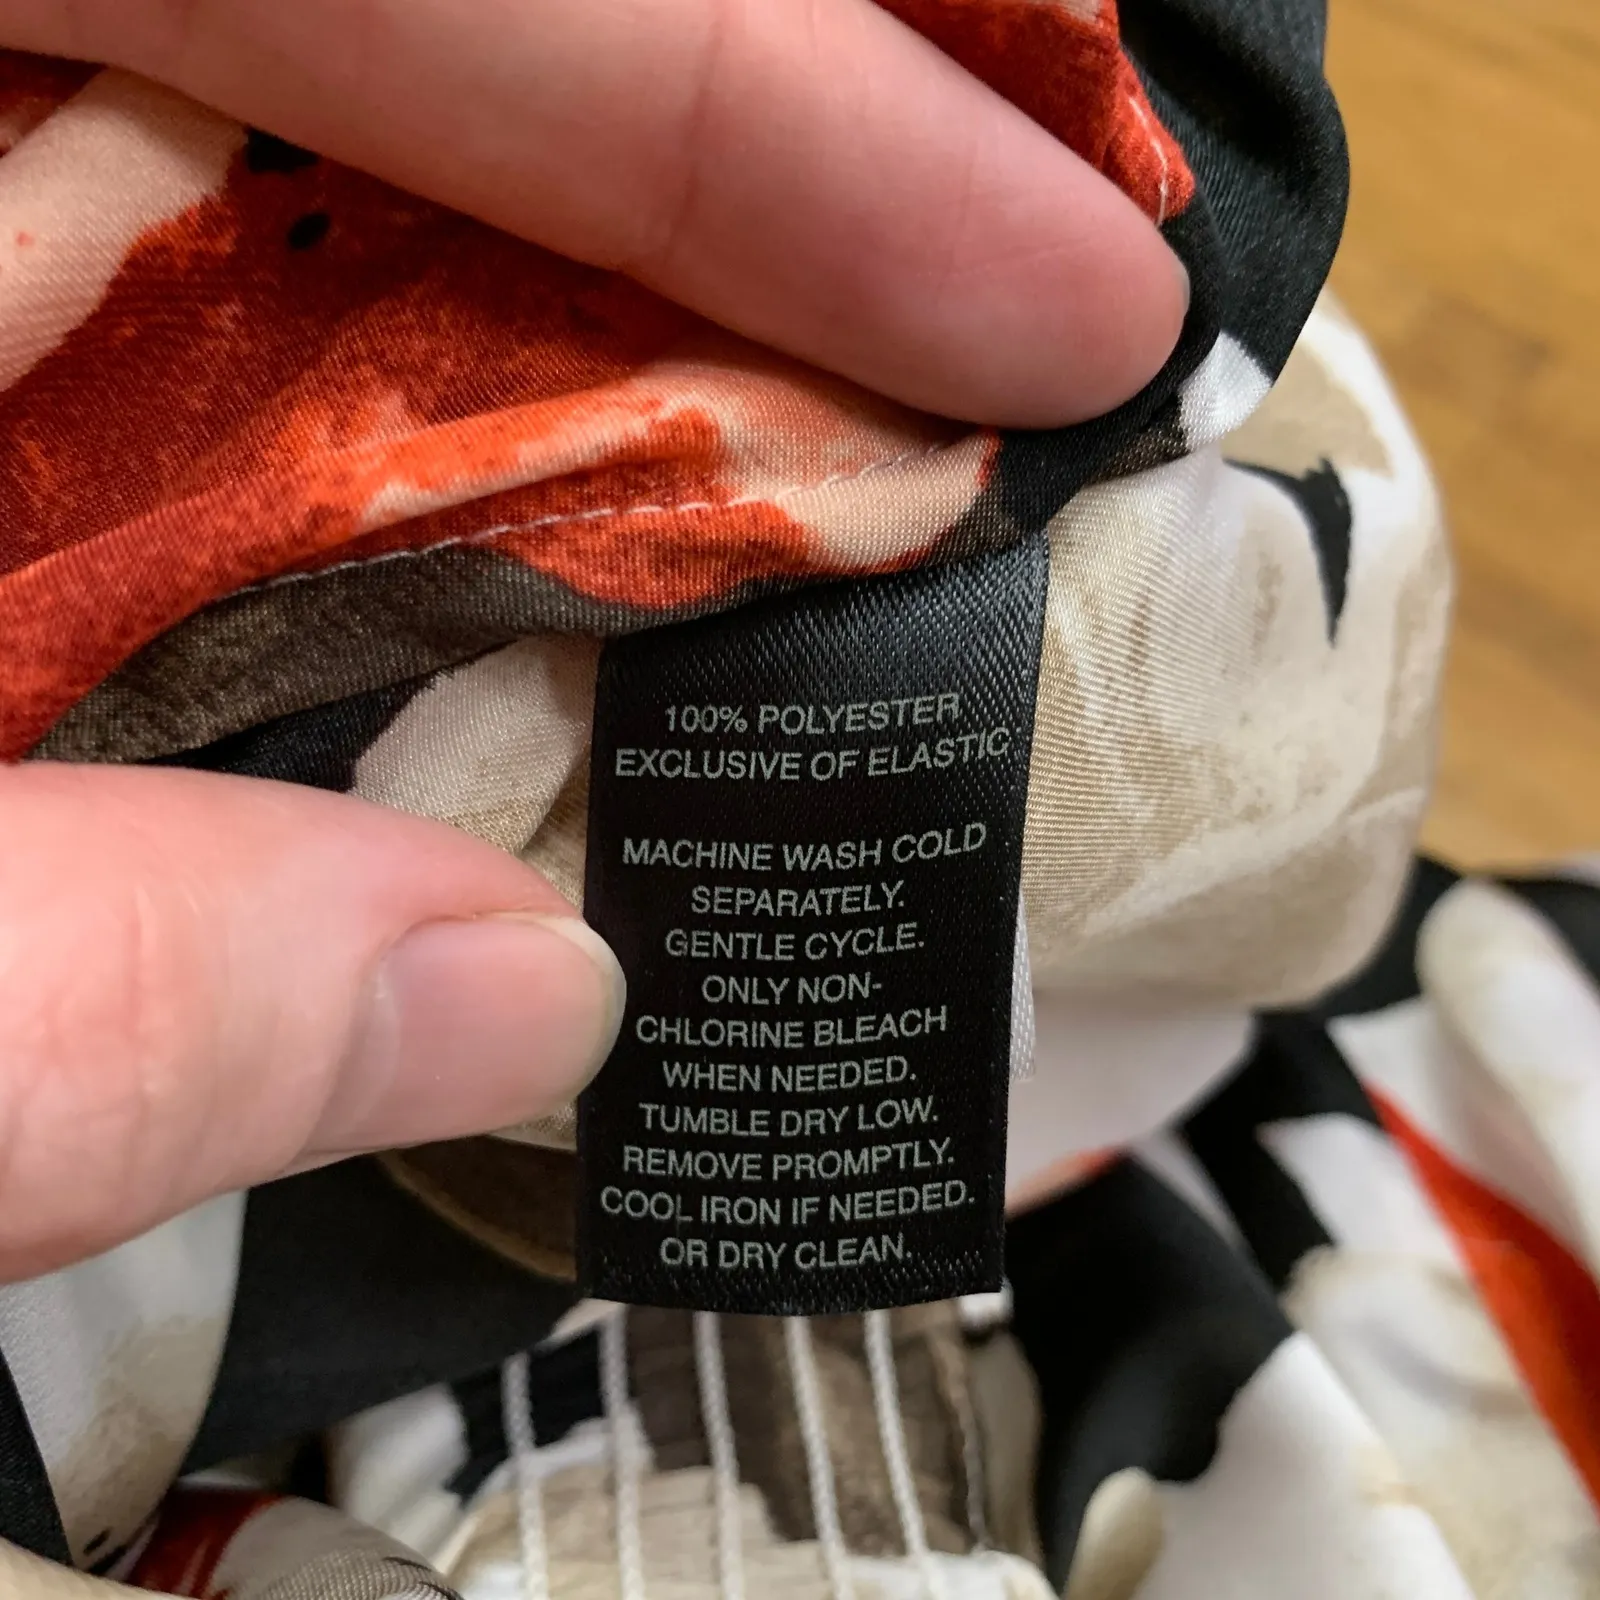 100% POLYESTER
EXCLUSIVE OF ELASTIC
MACHINE WASH COLD
SEPARATELY.
GENTLE CYCLE.
ONLY NON-
CHLORINE BLEACH
WHEN NEEDED.
TUMBLE DRY LOW.
REMOVE PROMPTLY.
COOL IRON IF NEEDED.
OR DRY CLEAN.